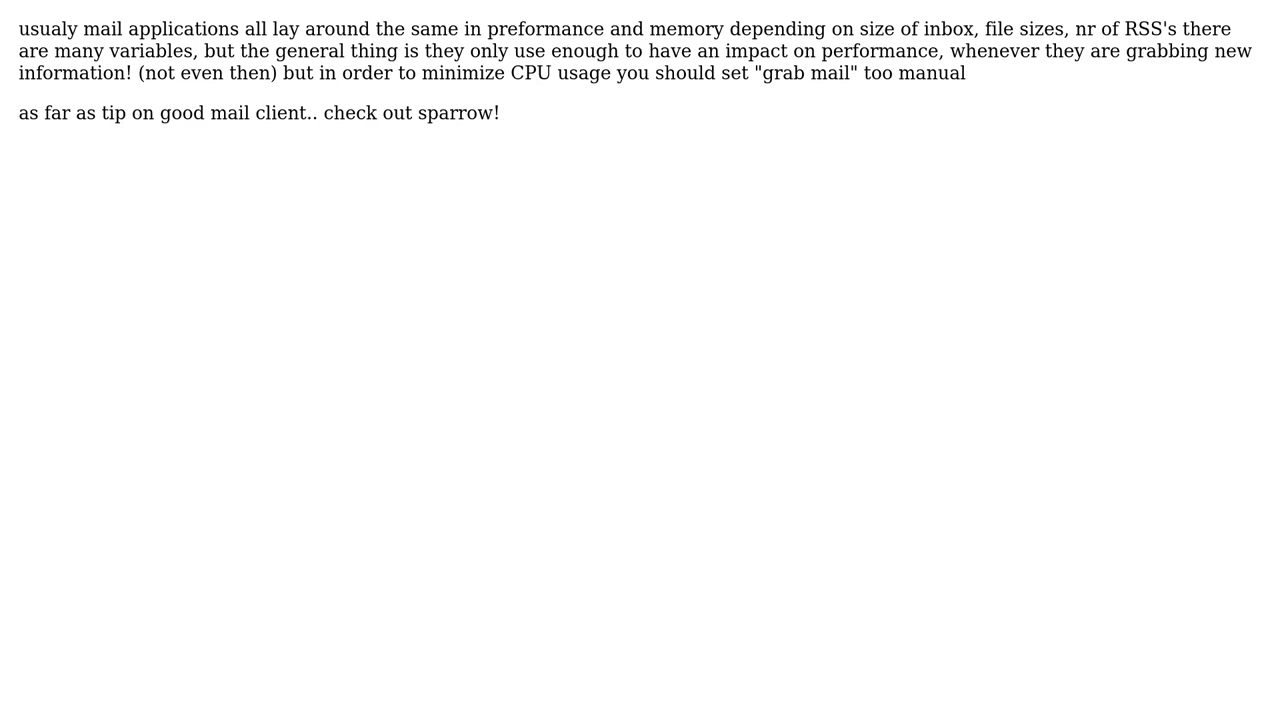 usualy mail applications all lay around the same in preformance and memory depending on size of inbox, file sizes, nr of RSS's there
are many variables, but the general thing is they only use enough to have an impact on performance, whenever they are grabbing new
information! (not even then) but in order to minimize CPU usage you should set "grab mail" too manual
as far as tip on good mail client.. check out sparrow!